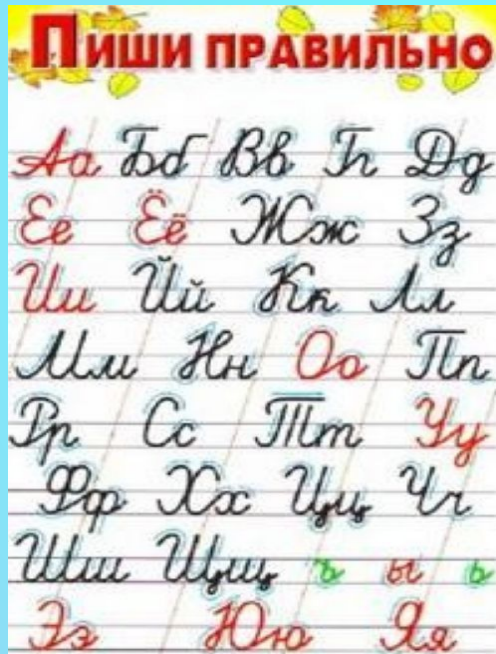 ПИШИ ПРАВИЛЬНО
Аа Бб Вв Гг Дд
Ее Ёё Жж Зз
Ии Йй Кк Лл
Мм Нн Оо Пп
Рр Сс Тт Уу
Фф Хх Цц Чч
Шш Щщ ъ ы ь
Ээ Юю Яя